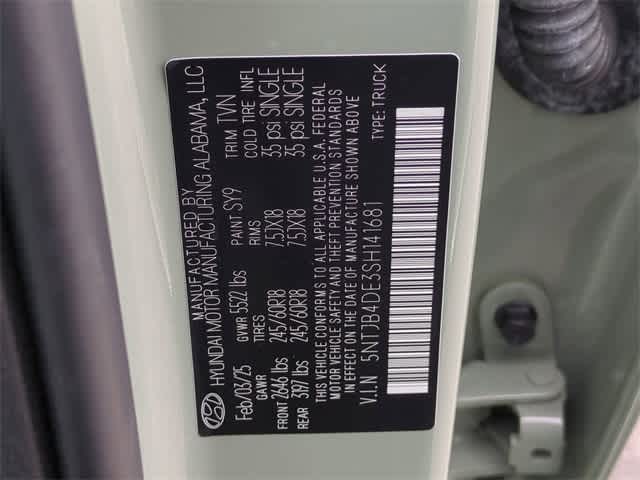 MANUFACTURED BY
HYUNDAI MOTOR MANUFACTURING ALABAMA, LLC
Feb/03/25 GVWR 5522 lbs PAINT SY9 TRIM TVN
GAWR TIRES RIMS COLD TIRE INFL
FRONT 2646 lbs 245/60R18 7.5JX18 35 psi SINGLE
REAR 3197 lbs 245/60R18 7.5JX18 35 psi SINGLE
THIS VEHICLE CONFORMS TO ALL APPLICABLE U.S.A. FEDERAL
MOTOR VEHICLE SAFETY AND THEFT PREVENTION STANDARDS
IN EFFECT ON THE DATE OF MANUFACTURE SHOWN ABOVE
V.I.N 5NTJB4DE3SH141681 TYPE: TRUCK